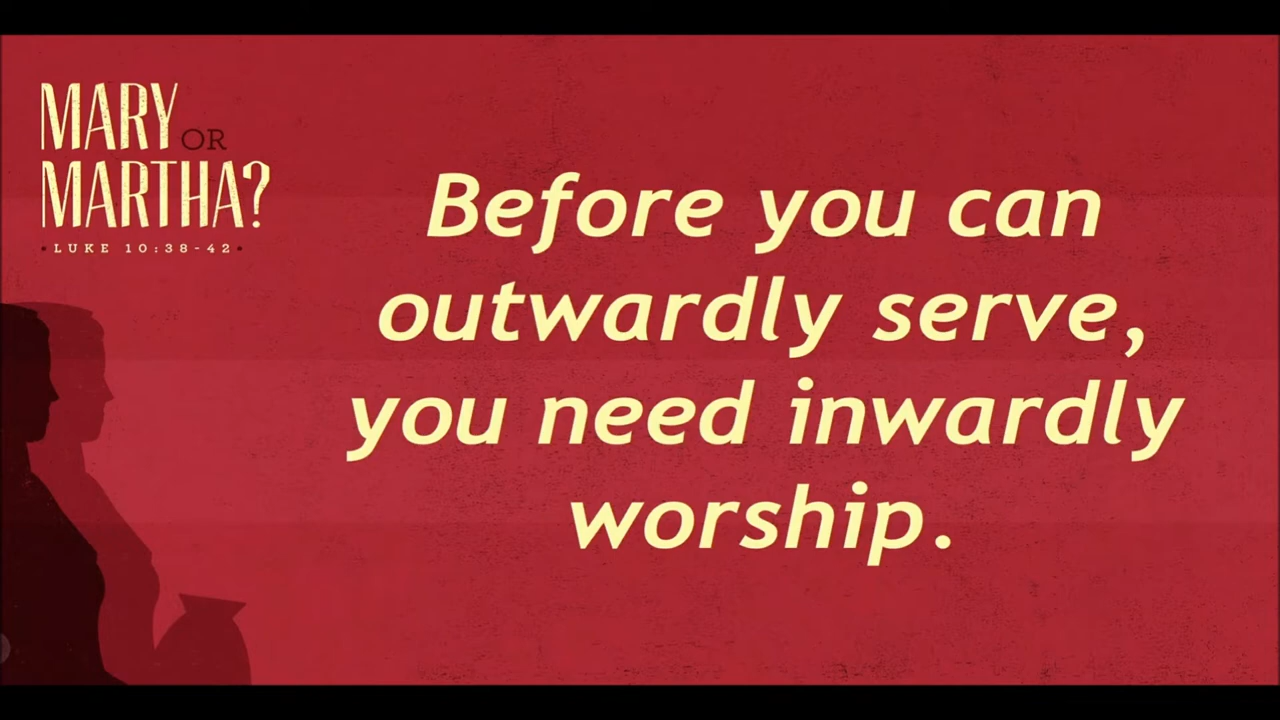 MARY OR
MARTHA?
•LUKE 10:38-42•
Before you can
outwardly serve,
you need inwardly
worship.